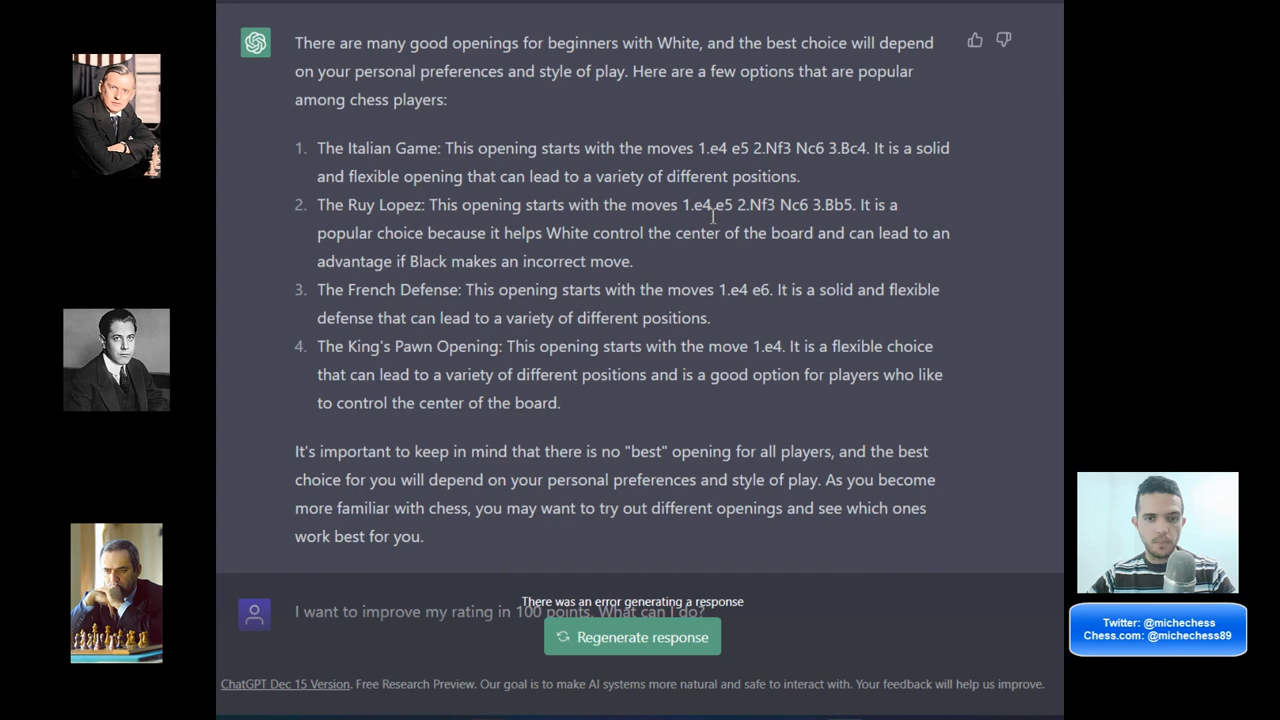 There are many good openings for beginners with White, and the best choice will depend
on your personal preferences and style of play. Here are a few options that are popular
among chess players:
1. The Italian Game: This opening starts with the moves 1.e4 e5 2.Nf3 Nc6 3.Bc4. It is a solid
and flexible opening that can lead to a variety of different positions.
2. The Ruy Lopez: This opening starts with the moves 1.e4 e5 2.Nf3 Nc6 3.Bb5. It is a
popular choice because it helps White control the center of the board and can lead to an
advantage if Black makes an incorrect move.
3. The French Defense: This opening starts with the moves 1.e4 e6. It is a solid and flexible
defense that can lead to a variety of different positions.
4. The King's Pawn Opening: This opening starts with the move 1.e4. It is a flexible choice
that can lead to a variety of different positions and is a good option for players who like
to control the center of the board.
It's important to keep in mind that there is no "best" opening for all players, and the best
choice for you will depend on your personal preferences and style of play. As you become
more familiar with chess, you may want to try out different openings and see which ones
work best for you.
There was an error generating a response
I want to improve my rating in 100 points. What can I do?
Regenerate response
Twitter: @michechess
Chess.com: @michechess89
ChatGPT Dec 15 Version. Free Research Preview. Our goal is to make AI systems more natural and safe to interact with. Your feedback will help us improve.